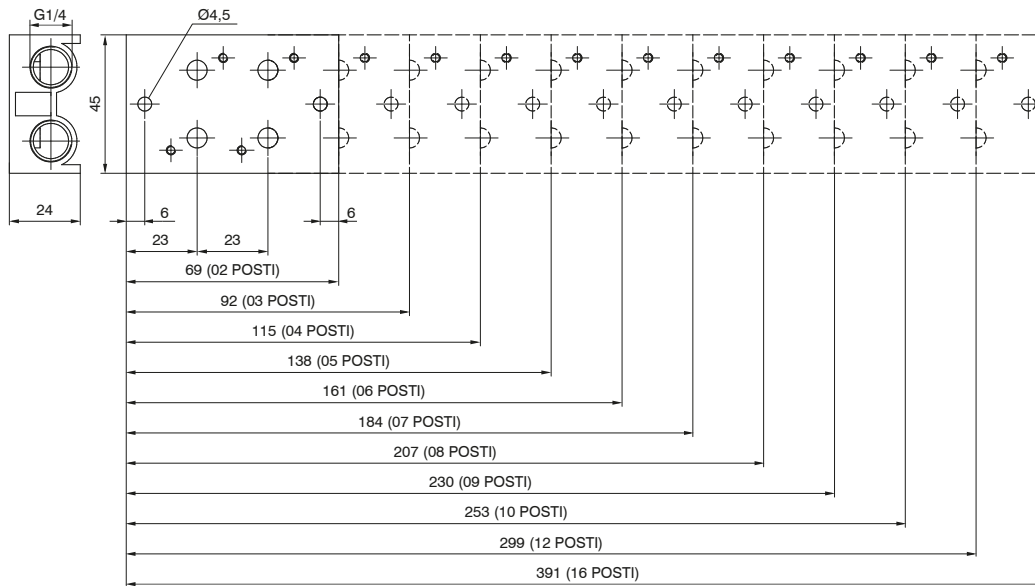 G1/4
Ø4,5
45
24
6
6
23
23
69 (02 POSTI)
92 (03 POSTI)
115 (04 POSTI)
138 (05 POSTI)
161 (06 POSTI)
184 (07 POSTI)
207 (08 POSTI)
230 (09 POSTI)
253 (10 POSTI)
299 (12 POSTI)
391 (16 POSTI)